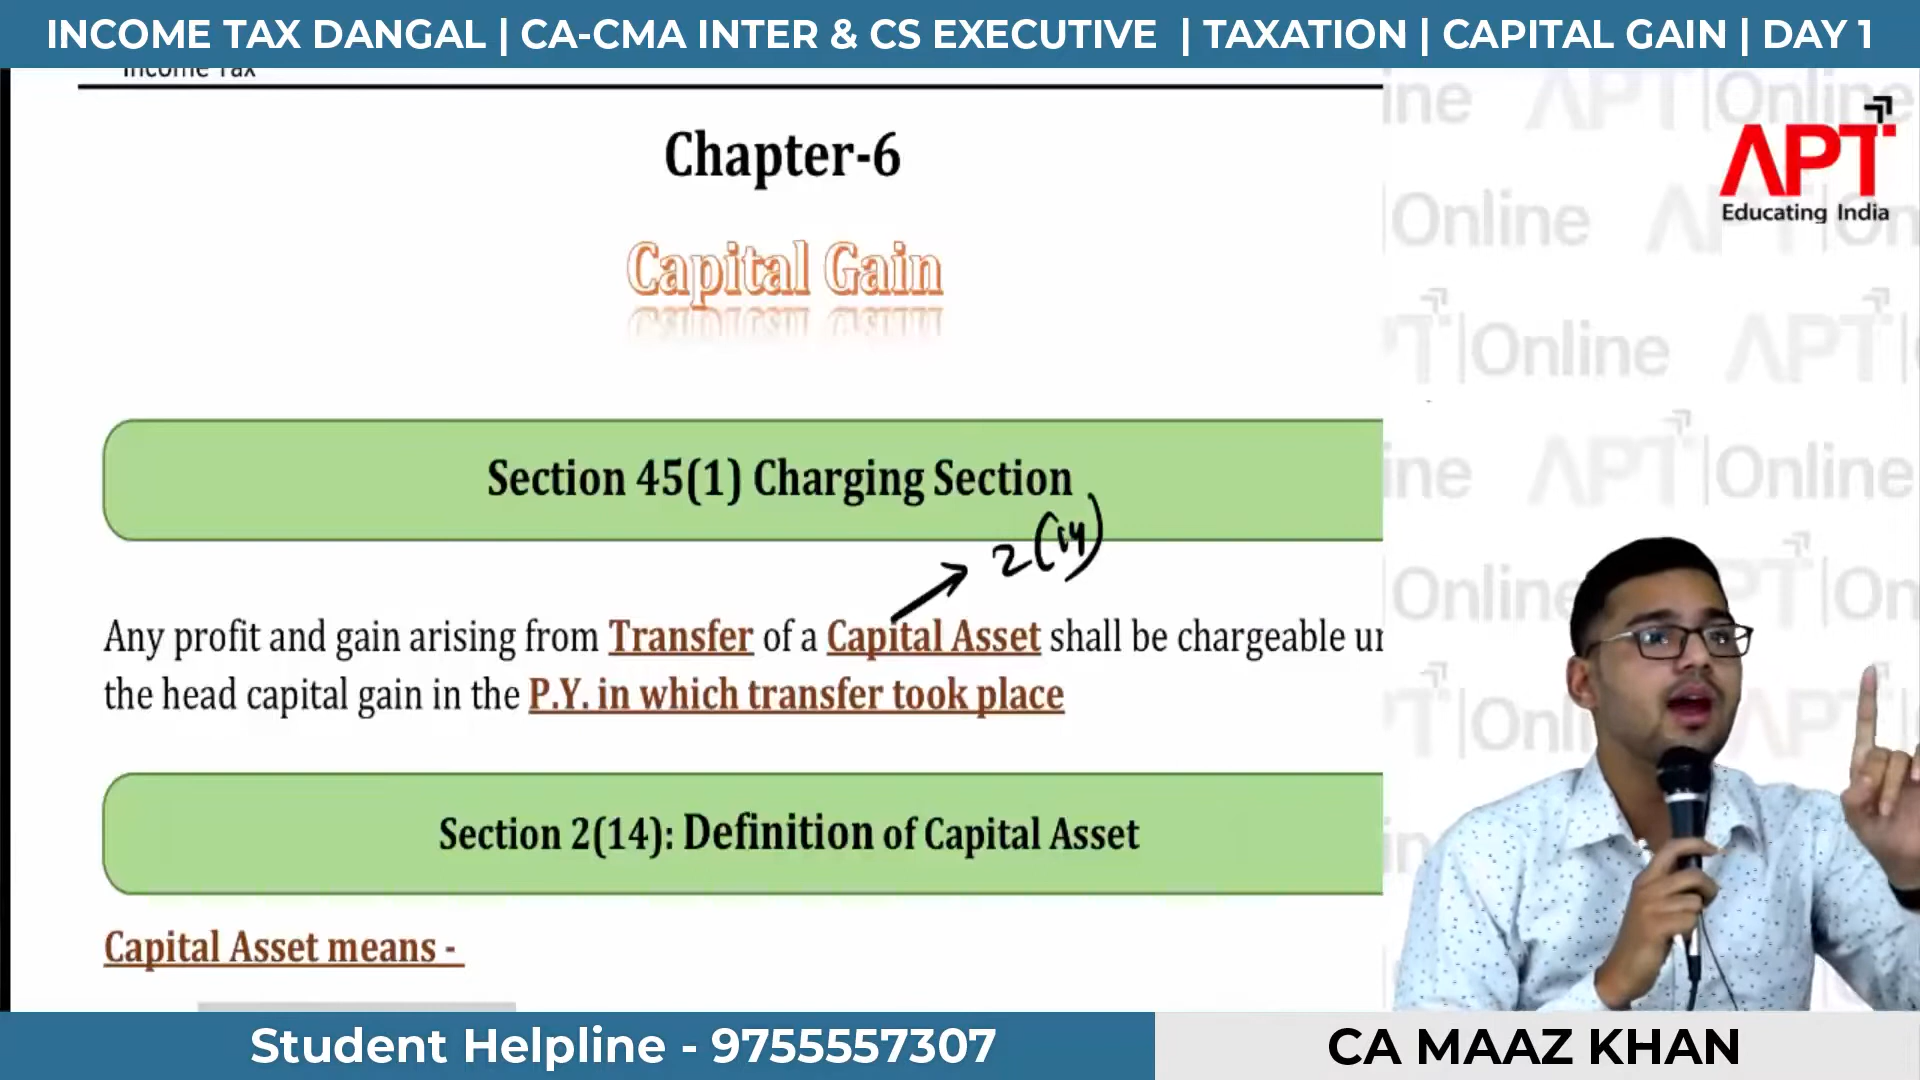 INCOME TAX DANGAL | CA-CMA INTER & CS EXECUTIVE | TAXATION | CAPITAL GAIN | DAY 1
Income Tax
Chapter-6
Capital Gain
Section 45(1) Charging Section
2(14)
Any profit and gain arising from Transfer of a Capital Asset shall be chargeable un
the head capital gain in the P.Y. in which transfer took place
Section 2(14): Definition of Capital Asset
Capital Asset means -
APT
Educating India
Student Helpline - 9755557307
CA MAAZ KHAN